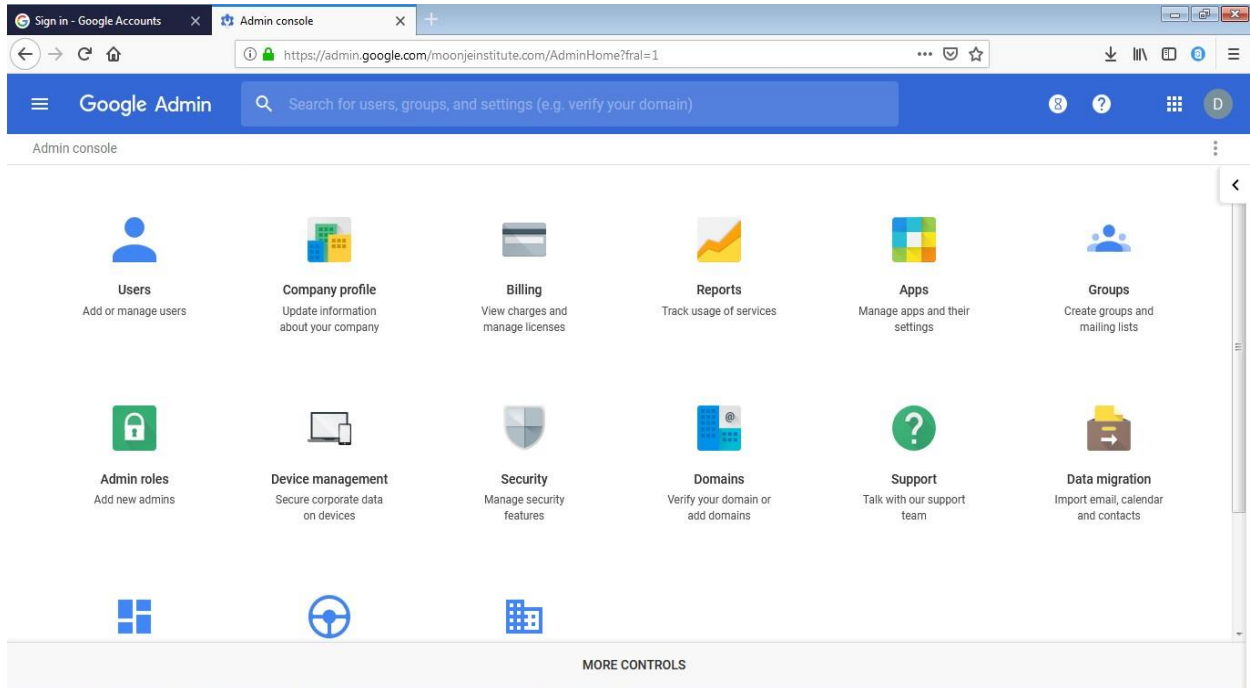 Sign in - Google Accounts
Admin console
https://admin.google.com/moonjeinstitute.com/AdminHome?fral=1
Google Admin
Search for users, groups, and settings (e.g. verify your domain)
D
Admin console
Users
Add or manage users
Company profile
Update information
about your company
Billing
View charges and
manage licenses
Reports
Track usage of services
Apps
Manage apps and their
settings
Groups
Create groups and
mailing lists
Admin roles
Add new admins
Device management
Secure corporate data
on devices
Security
Manage security
features
Domains
Verify your domain or
add domains
Support
Talk with our support
team
Data migration
Import email, calendar
and contacts
MORE CONTROLS